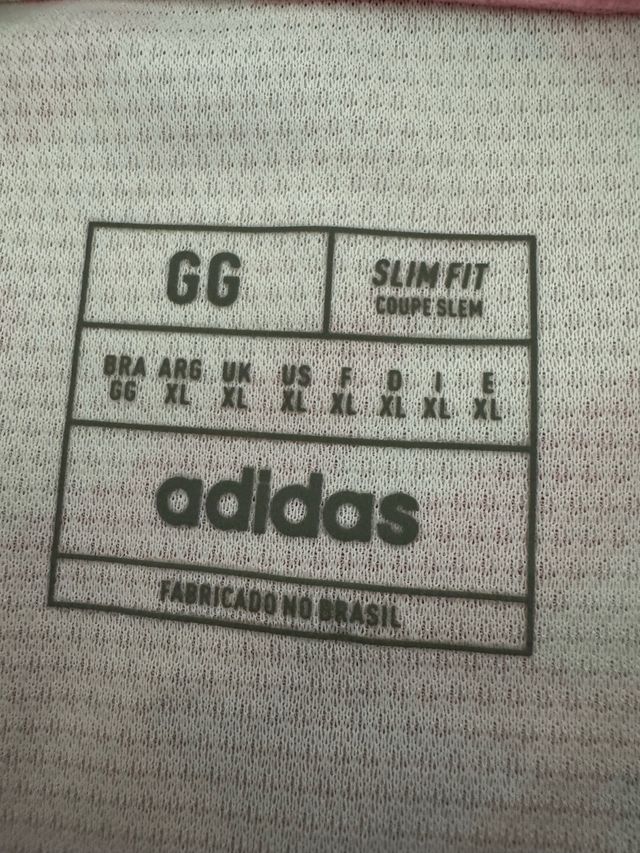 GG
SLIM FIT
COUPE SLEM
BRA ARG UK US F D I E
GG XL XL XL XL XL XL XL
adidas
FABRICADO NO BRASIL